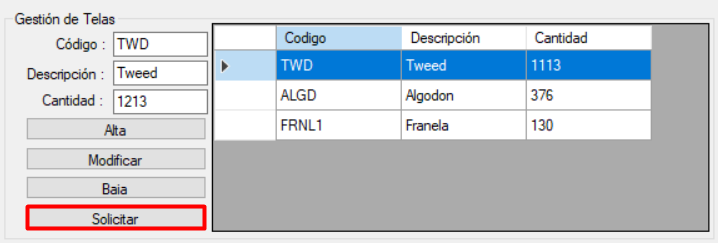 Gestión de Telas
Código : TWD
Descripción : Tweed
Cantidad : 1213
Alta
Modificar
Baja
Solicitar
Codigo Descripción Cantidad
TWD Tweed 1113
ALGD Algodon 376
FRNL1 Franela 130